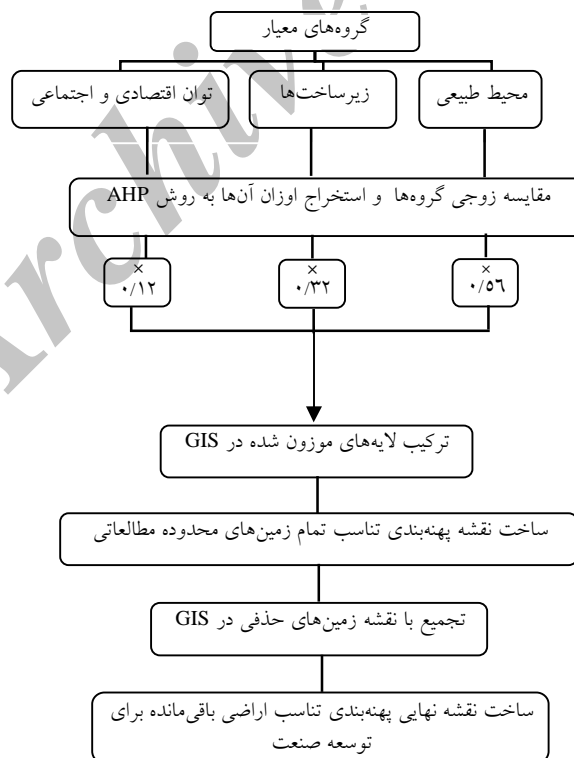 گروه‌های معیار
محیط طبیعی
زیرساخت‌ها
توان اقتصادی و اجتماعی
مقایسه زوجی گروه‌ها و استخراج اوزان آن‌ها به روش AHP
×
۰/۵۶
×
۰/۳۲
×
۰/۱۲
ترکیب لایه‌های موزون شده در GIS
ساخت نقشه پهنه‌بندی تناسب تمام زمین‌های محدوده مطالعاتی
تجمیع با نقشه زمین‌های حذفی در GIS
ساخت نقشه نهایی پهنه‌بندی تناسب اراضی باقی‌مانده برای
توسعه صنعت
Archive